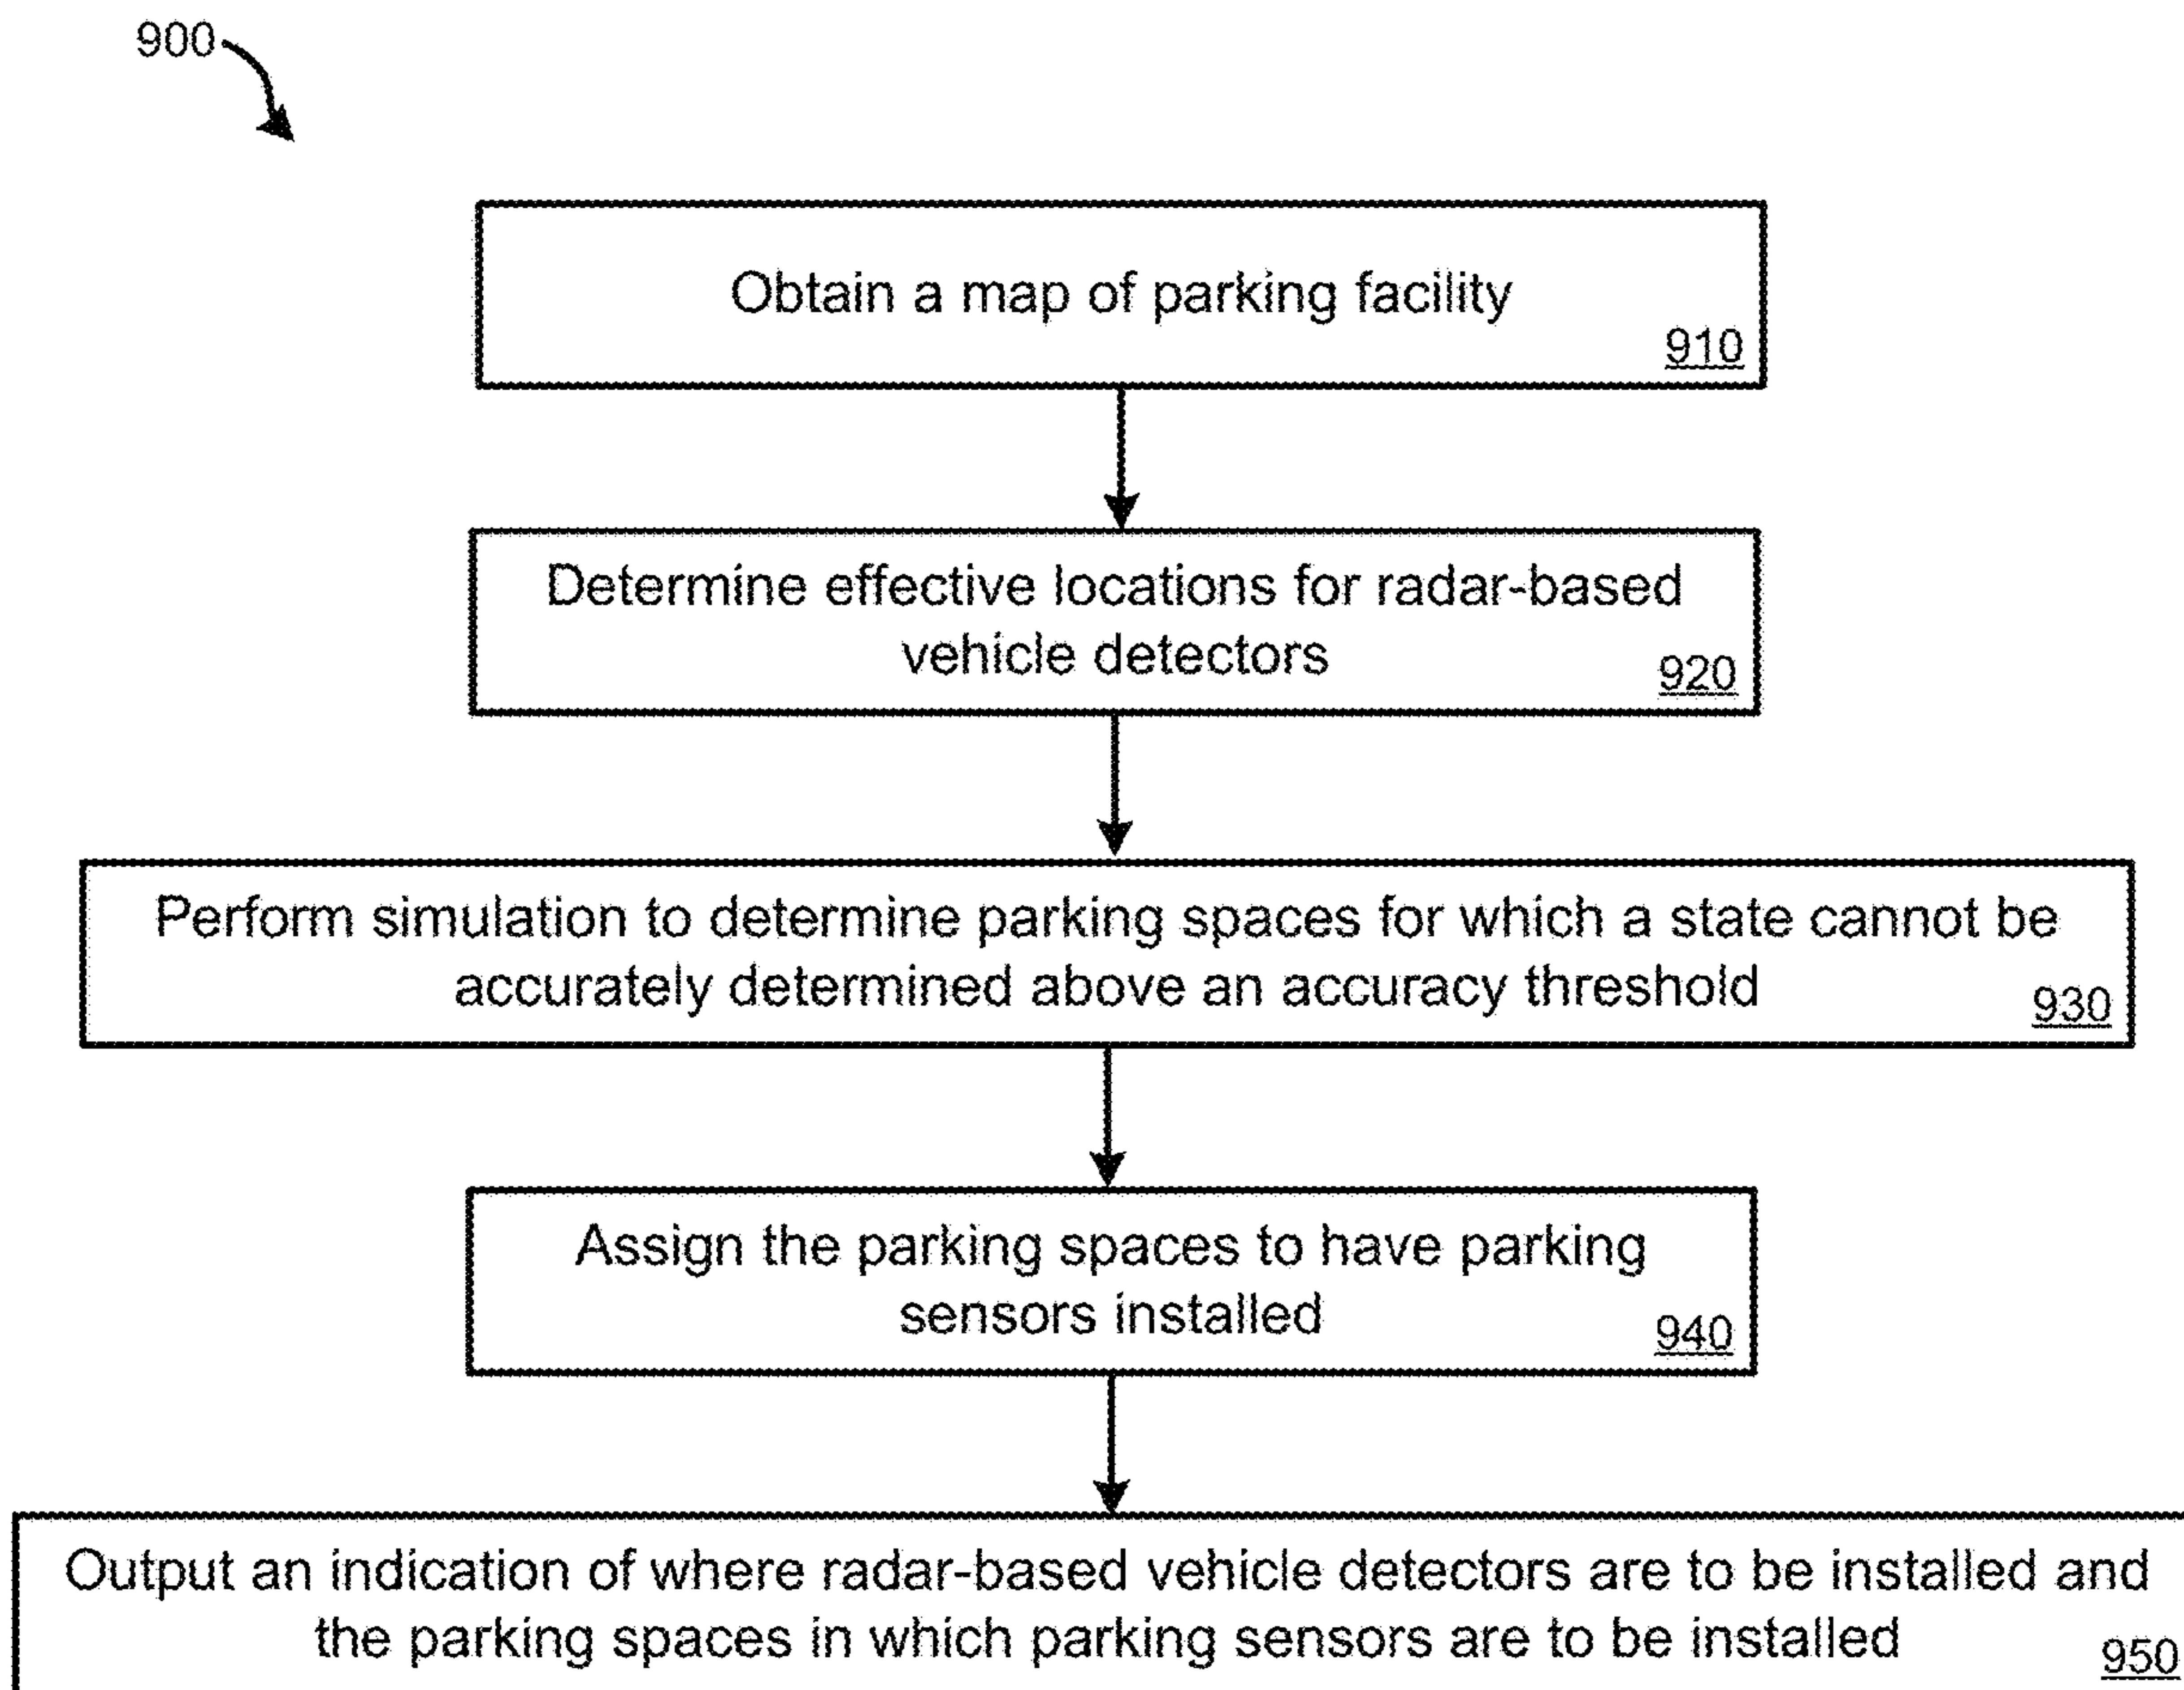 900
Obtain a map of parking facility
910
Determine effective locations for radar-based
vehicle detectors
920
Perform simulation to determine parking spaces for which a state cannot be
accurately determined above an accuracy threshold
930
Assign the parking spaces to have parking
sensors installed
940
Output an indication of where radar-based vehicle detectors are to be installed and
the parking spaces in which parking sensors are to be installed
950